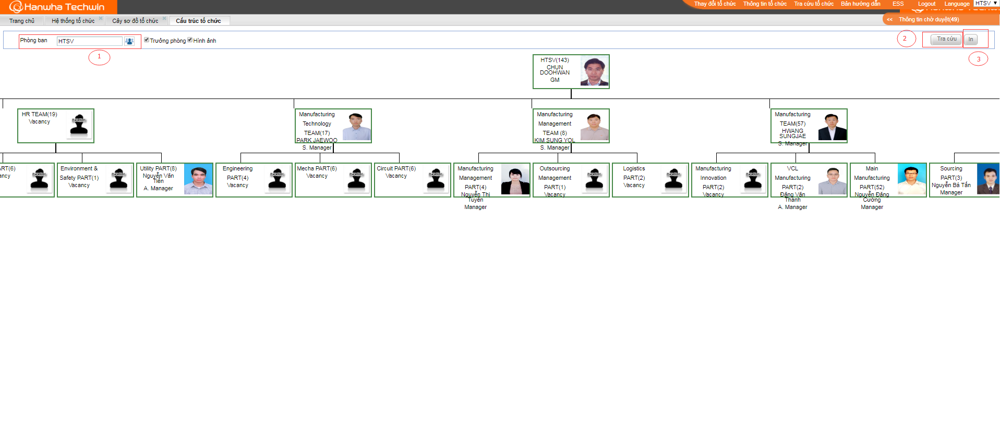 Hanwha Techwin
Thay đổi tổ chức Thông tin tổ chức Tra cứu tổ chức Bản hướng dẫn ESS Logout Language HTSV
Trang chủ Hệ thống tổ chức Cây sơ đồ tổ chức Cấu trúc tổ chức
<< Thông tin chờ duyệt(49)
Phòng ban HTSV Trưởng phòng Hình ảnh
2 Tra cứu In
1
3
HTSV(143)
CHUN
DOOHWAN
GM
HR TEAM(19)
Vacancy
Manufacturing
Technology
TEAM(17)
PARK JAEWOO
S. Manager
Manufacturing
Management
TEAM (8)
KIM SUNG YOL
S. Manager
Manufacturing
TEAM(57)
HWANG
SUNGJAE
S. Manager
ART(6)
ancy
Environment &
Safety PART(1)
Vacancy
Utility PART(8)
Nguyễn Văn
Tiến
A. Manager
Engineering
PART(4)
Vacancy
Mecha PART(6)
Vacancy
Circuit PART(6)
Vacancy
Manufacturing
Management
PART(4)
Nguyễn Thị
Tuyên
Manager
Outsourcing
Management
PART(1)
Vacancy
Logistics
PART(2)
Vacancy
Manufacturing
Innovation
PART(2)
Vacancy
VCL
Manufacturing
PART(2)
Đặng Văn
Thành
A. Manager
Main
Manufacturing
PART(52)
Nguyễn Đăng
Cường
Manager
Sourcing
PART(3)
Nguyễn Bá Tấn
Manager